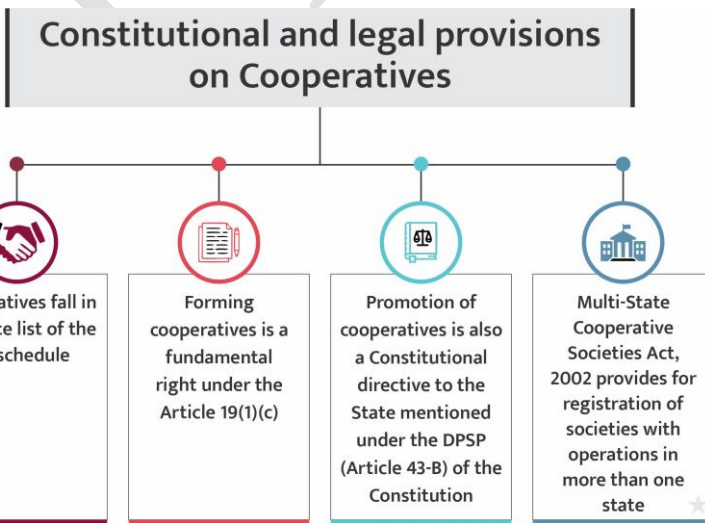 Constitutional and legal provisions
on Cooperatives
atives fall in
e list of the
schedule
Forming
cooperatives is a
fundamental
right under the
Article 19(1)(c)
Promotion of
cooperatives is also
a Constitutional
directive to the
State mentioned
under the DPSP
(Article 43-B) of the
Constitution
Multi-State
Cooperative
Societies Act,
2002 provides for
registration of
societies with
operations in
more than one
state